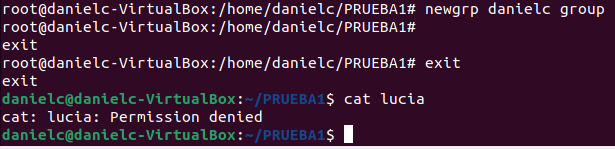 root@danielc-VirtualBox:/home/danielc/PRUEBA1# newgrp danielc group
root@danielc-VirtualBox:/home/danielc/PRUEBA1#
exit
root@danielc-VirtualBox:/home/danielc/PRUEBA1# exit
exit
danielc@danielc-VirtualBox:~/PRUEBA1$ cat lucia
cat: lucia: Permission denied
danielc@danielc-VirtualBox:~/PRUEBA1$